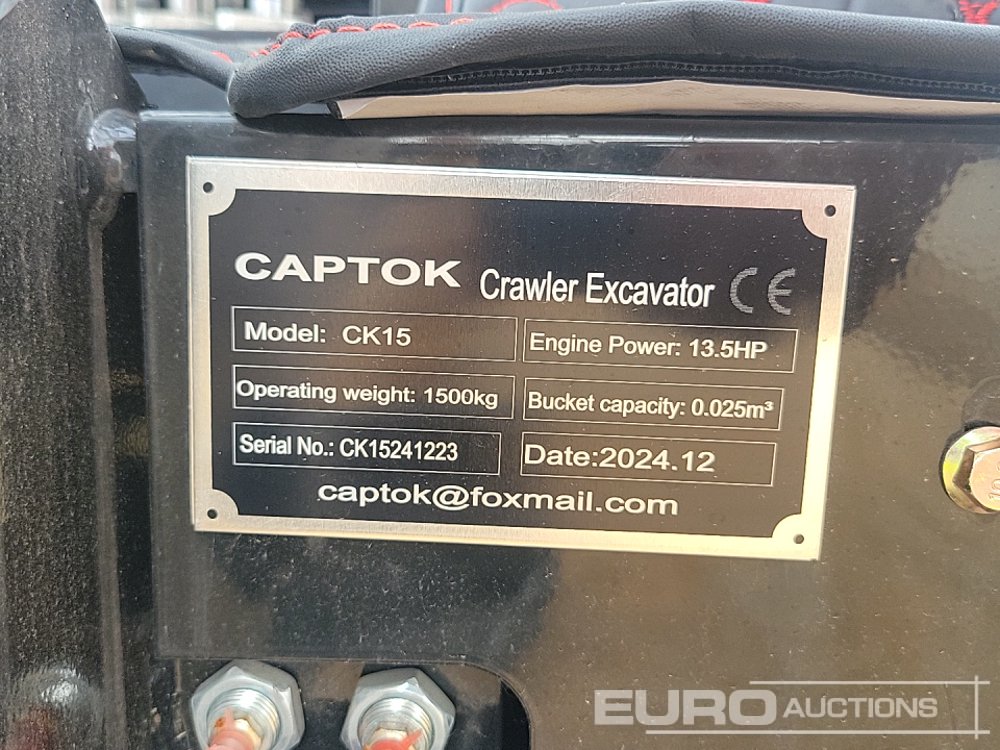 CAPTOK Crawler Excavator CE
Model: CK15
Engine Power: 13.5HP
Operating weight: 1500kg
Bucket capacity: 0.025m³
Serial No.: CK15241223
Date:2024.12
captok@foxmail.com
EURO AUCTIONS